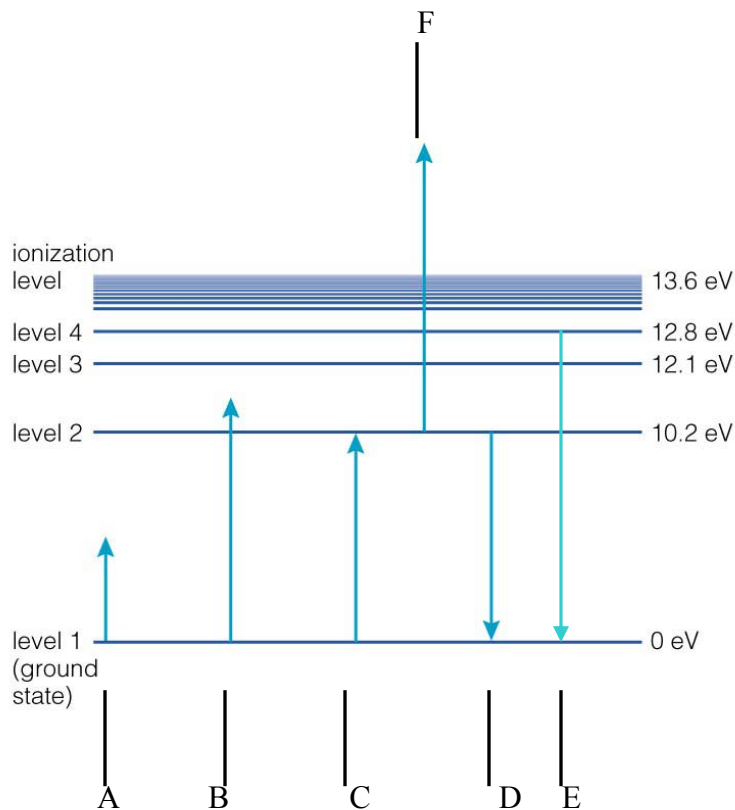 F
ionization
level
13.6 eV
level 4
12.8 eV
level 3
12.1 eV
level 2
10.2 eV
level 1
0 eV
(ground
state)
A
B
C
D
E